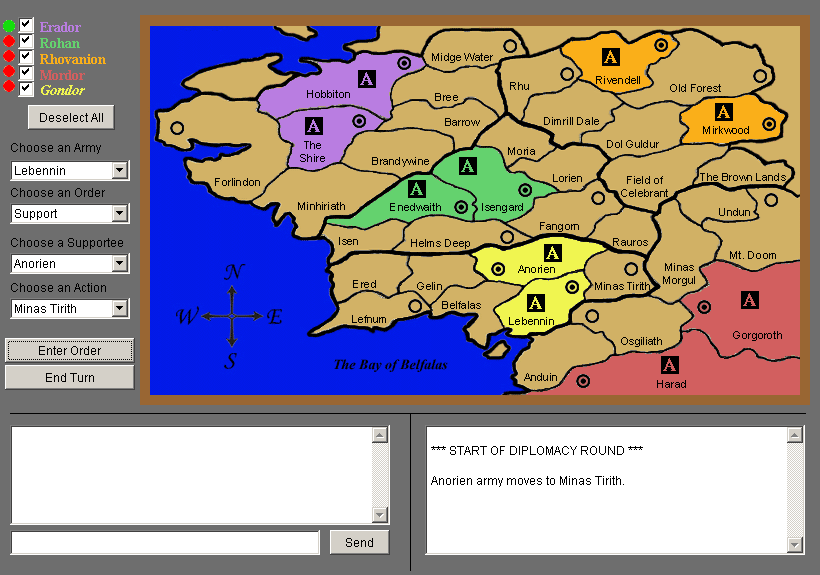 Erador
Rohan
Rhovanion
Mordor
Gondor
Deselect All
Choose an Army
Lebennin
Choose an Order
Support
Choose a Supportee
Anorien
Choose an Action
Minas Tirith
Enter Order
End Turn
Midge Water
A
Rivendell
Rhu
Old Forest
A
Hobbiton
Bree
A
Mirkwood
Barrow
Dimrill Dale
A
The
Shire
Dol Guldur
Moria
Brandywine
A
Lorien
Forlindon
Field of
Celebrant
The Brown Lands
A
Enedwaith
Isengard
Minhiriath
Undun
Fangorn
Isen
Helms Deep
Rauros
A
Mt. Doom
Anorien
Minas
Morgul
N
Ered
Gelin
Minas Tirith
A
Belfalas
A
W
E
Lefnum
Lebennin
Gorgoroth
Osgiliath
S
The Bay of Belfalas
A
Anduin
Harad
*** START OF DIPLOMACY ROUND ***
Anorien army moves to Minas Tirith.
Send